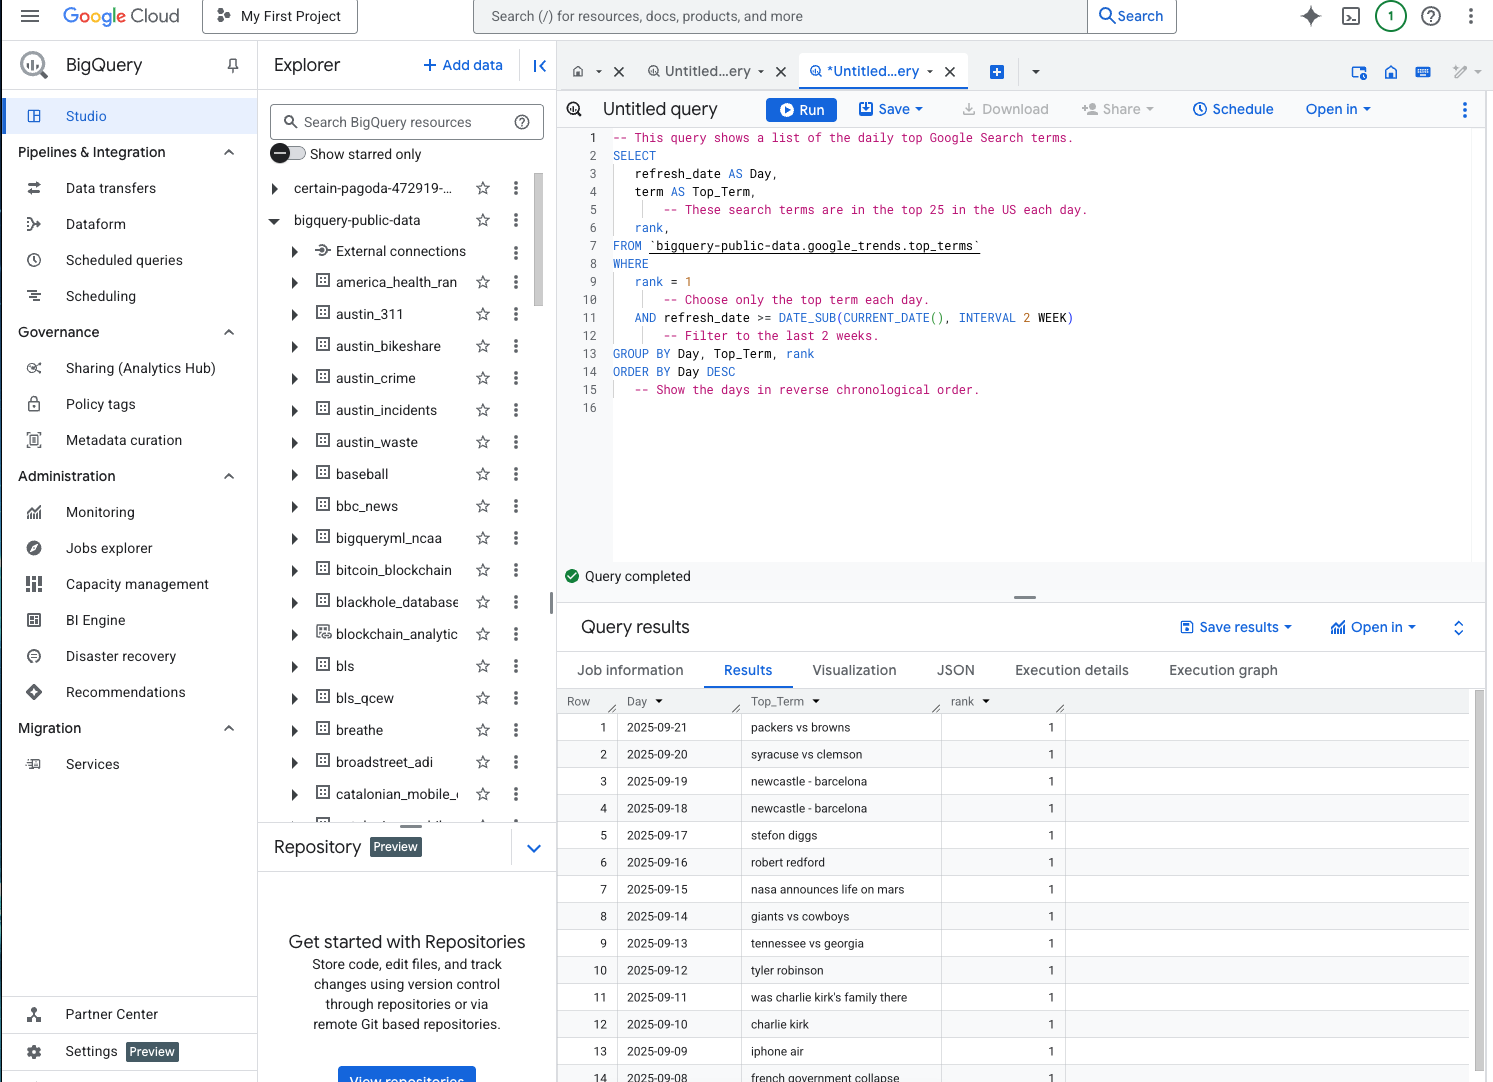 Google Cloud
My First Project
Search (/) for resources, docs, products, and more
Search
1
BigQuery
Studio
Pipelines & Integration
Data transfers
Dataform
Scheduled queries
Scheduling
Governance
Sharing (Analytics Hub)
Policy tags
Metadata curation
Administration
Monitoring
Jobs explorer
Capacity management
BI Engine
Disaster recovery
Recommendations
Migration
Services
Partner Center
Settings Preview
Explorer
+ Add data
Search BigQuery resources
Show starred only
certain-pagoda-472919-...
bigquery-public-data
External connections
america_health_ran
austin_311
austin_bikeshare
austin_crime
austin_incidents
austin_waste
baseball
bbc_news
bigqueryml_ncaa
bitcoin_blockchain
blackhole_database
blockchain_analytic
bls
bls_qcew
breathe
broadstreet_adi
catalonian_mobile_
Repository Preview
Get started with Repositories
Store code, edit files, and track
changes using version control
through repositories or via
remote Git based repositories.
View repositories
Untitled...ery
*Untitled...ery
Untitled query
Run
Save
Download
Share
Schedule
Open in
1 -- This query shows a list of the daily top Google Search terms.
2 SELECT
3 refresh_date AS Day,
4 term AS Top_Term,
5 -- These search terms are in the top 25 in the US each day.
6 rank,
7 FROM `bigquery-public-data.google_trends.top_terms`
8 WHERE
9 rank = 1
10 -- Choose only the top term each day.
11 AND refresh_date >= DATE_SUB(CURRENT_DATE(), INTERVAL 2 WEEK)
12 -- Filter to the last 2 weeks.
13 GROUP BY Day, Top_Term, rank
14 ORDER BY Day DESC
15 -- Show the days in reverse chronological order.
16
Query completed
Query results
Save results
Open in
Job information Results Visualization JSON Execution details Execution graph
Row Day Top_Term rank
1 2025-09-21 packers vs browns 1
2 2025-09-20 syracuse vs clemson 1
3 2025-09-19 newcastle - barcelona 1
4 2025-09-18 newcastle - barcelona 1
5 2025-09-17 stefon diggs 1
6 2025-09-16 robert redford 1
7 2025-09-15 nasa announces life on mars 1
8 2025-09-14 giants vs cowboys 1
9 2025-09-13 tennessee vs georgia 1
10 2025-09-12 tyler robinson 1
11 2025-09-11 was charlie kirk's family there 1
12 2025-09-10 charlie kirk 1
13 2025-09-09 iphone air 1
14 2025-09-08 french government collapse 1